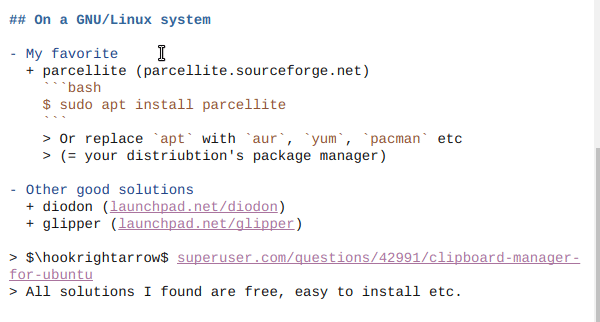 ## On a GNU/Linux system
- My favorite
+ parcellite (parcellite.sourceforge.net)
```bash
$ sudo apt install parcellite
```
> Or replace `apt` with `aur`, `yum`, `pacman` etc
> (= your distriubtion's package manager)
- Other good solutions
+ diodon (launchpad.net/diodon)
+ glipper (launchpad.net/glipper)
> $\hookrightarrow$ superuser.com/questions/42991/clipboard-manager-
for-ubuntu
> All solutions I found are free, easy to install etc.